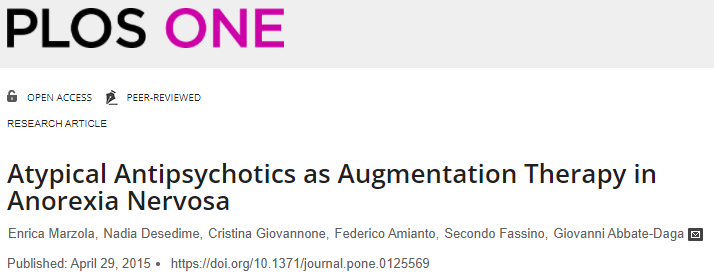 PLOS ONE
OPEN ACCESS PEER-REVIEWED
RESEARCH ARTICLE
Atypical Antipsychotics as Augmentation Therapy in
Anorexia Nervosa
Enrica Marzola, Nadia Desedime, Cristina Giovannone, Federico Amianto, Secondo Fassino, Giovanni Abbate-Daga
Published: April 29, 2015 • https://doi.org/10.1371/journal.pone.0125569